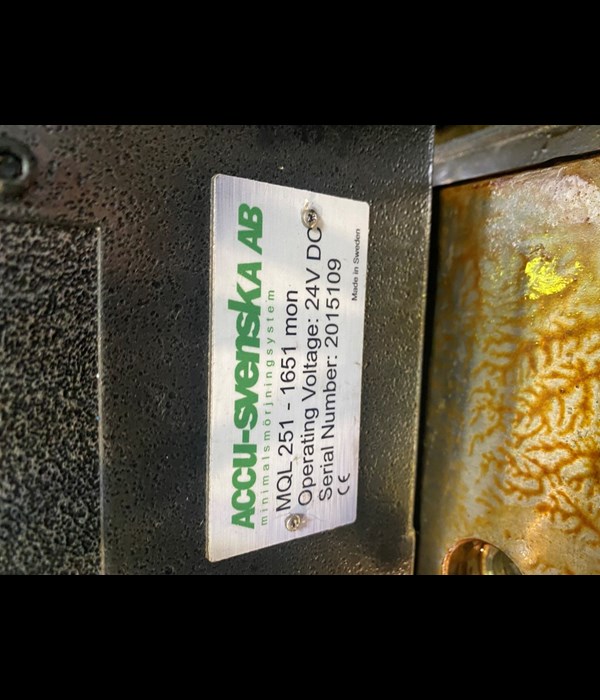 ACCU-svenskA AB
minimalsmörjningsystem
MQL 251 - 1651 mon
Operating Voltage: 24V DC
Serial Number: 2015109
CE Made in Sweden